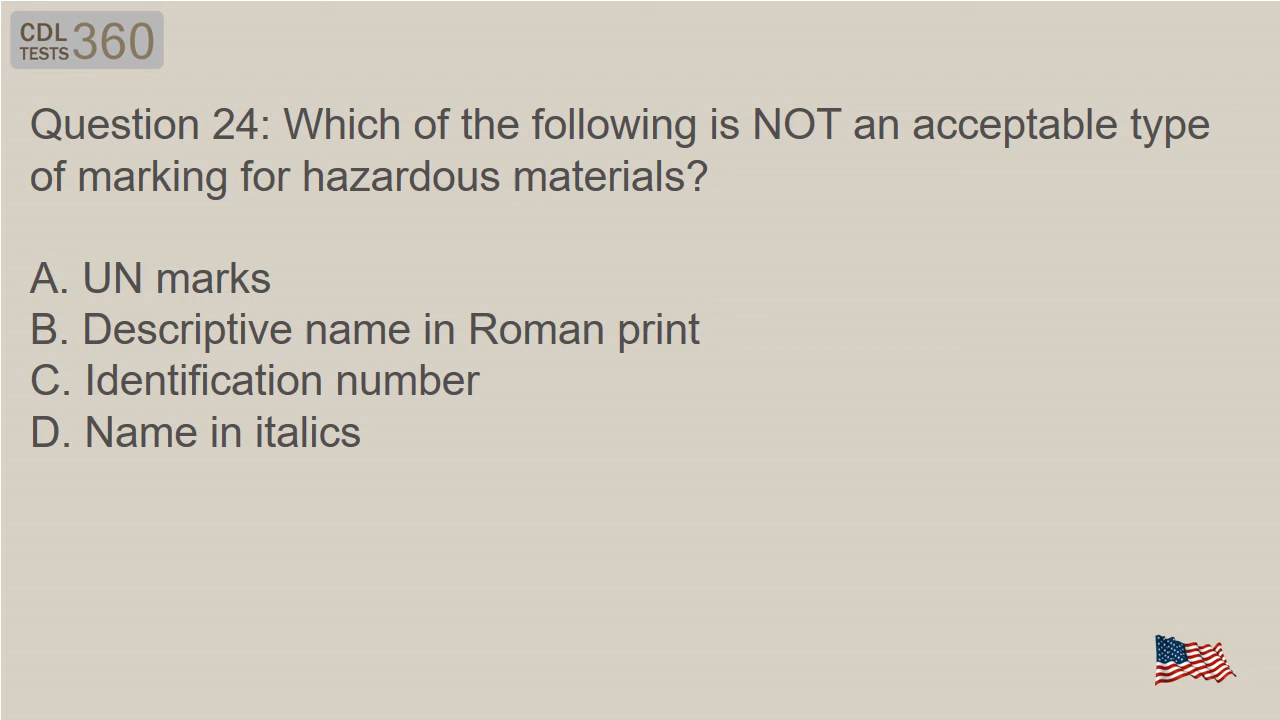 CDL
TESTS 360
Question 24: Which of the following is NOT an acceptable type
of marking for hazardous materials?
A. UN marks
B. Descriptive name in Roman print
C. Identification number
D. Name in italics